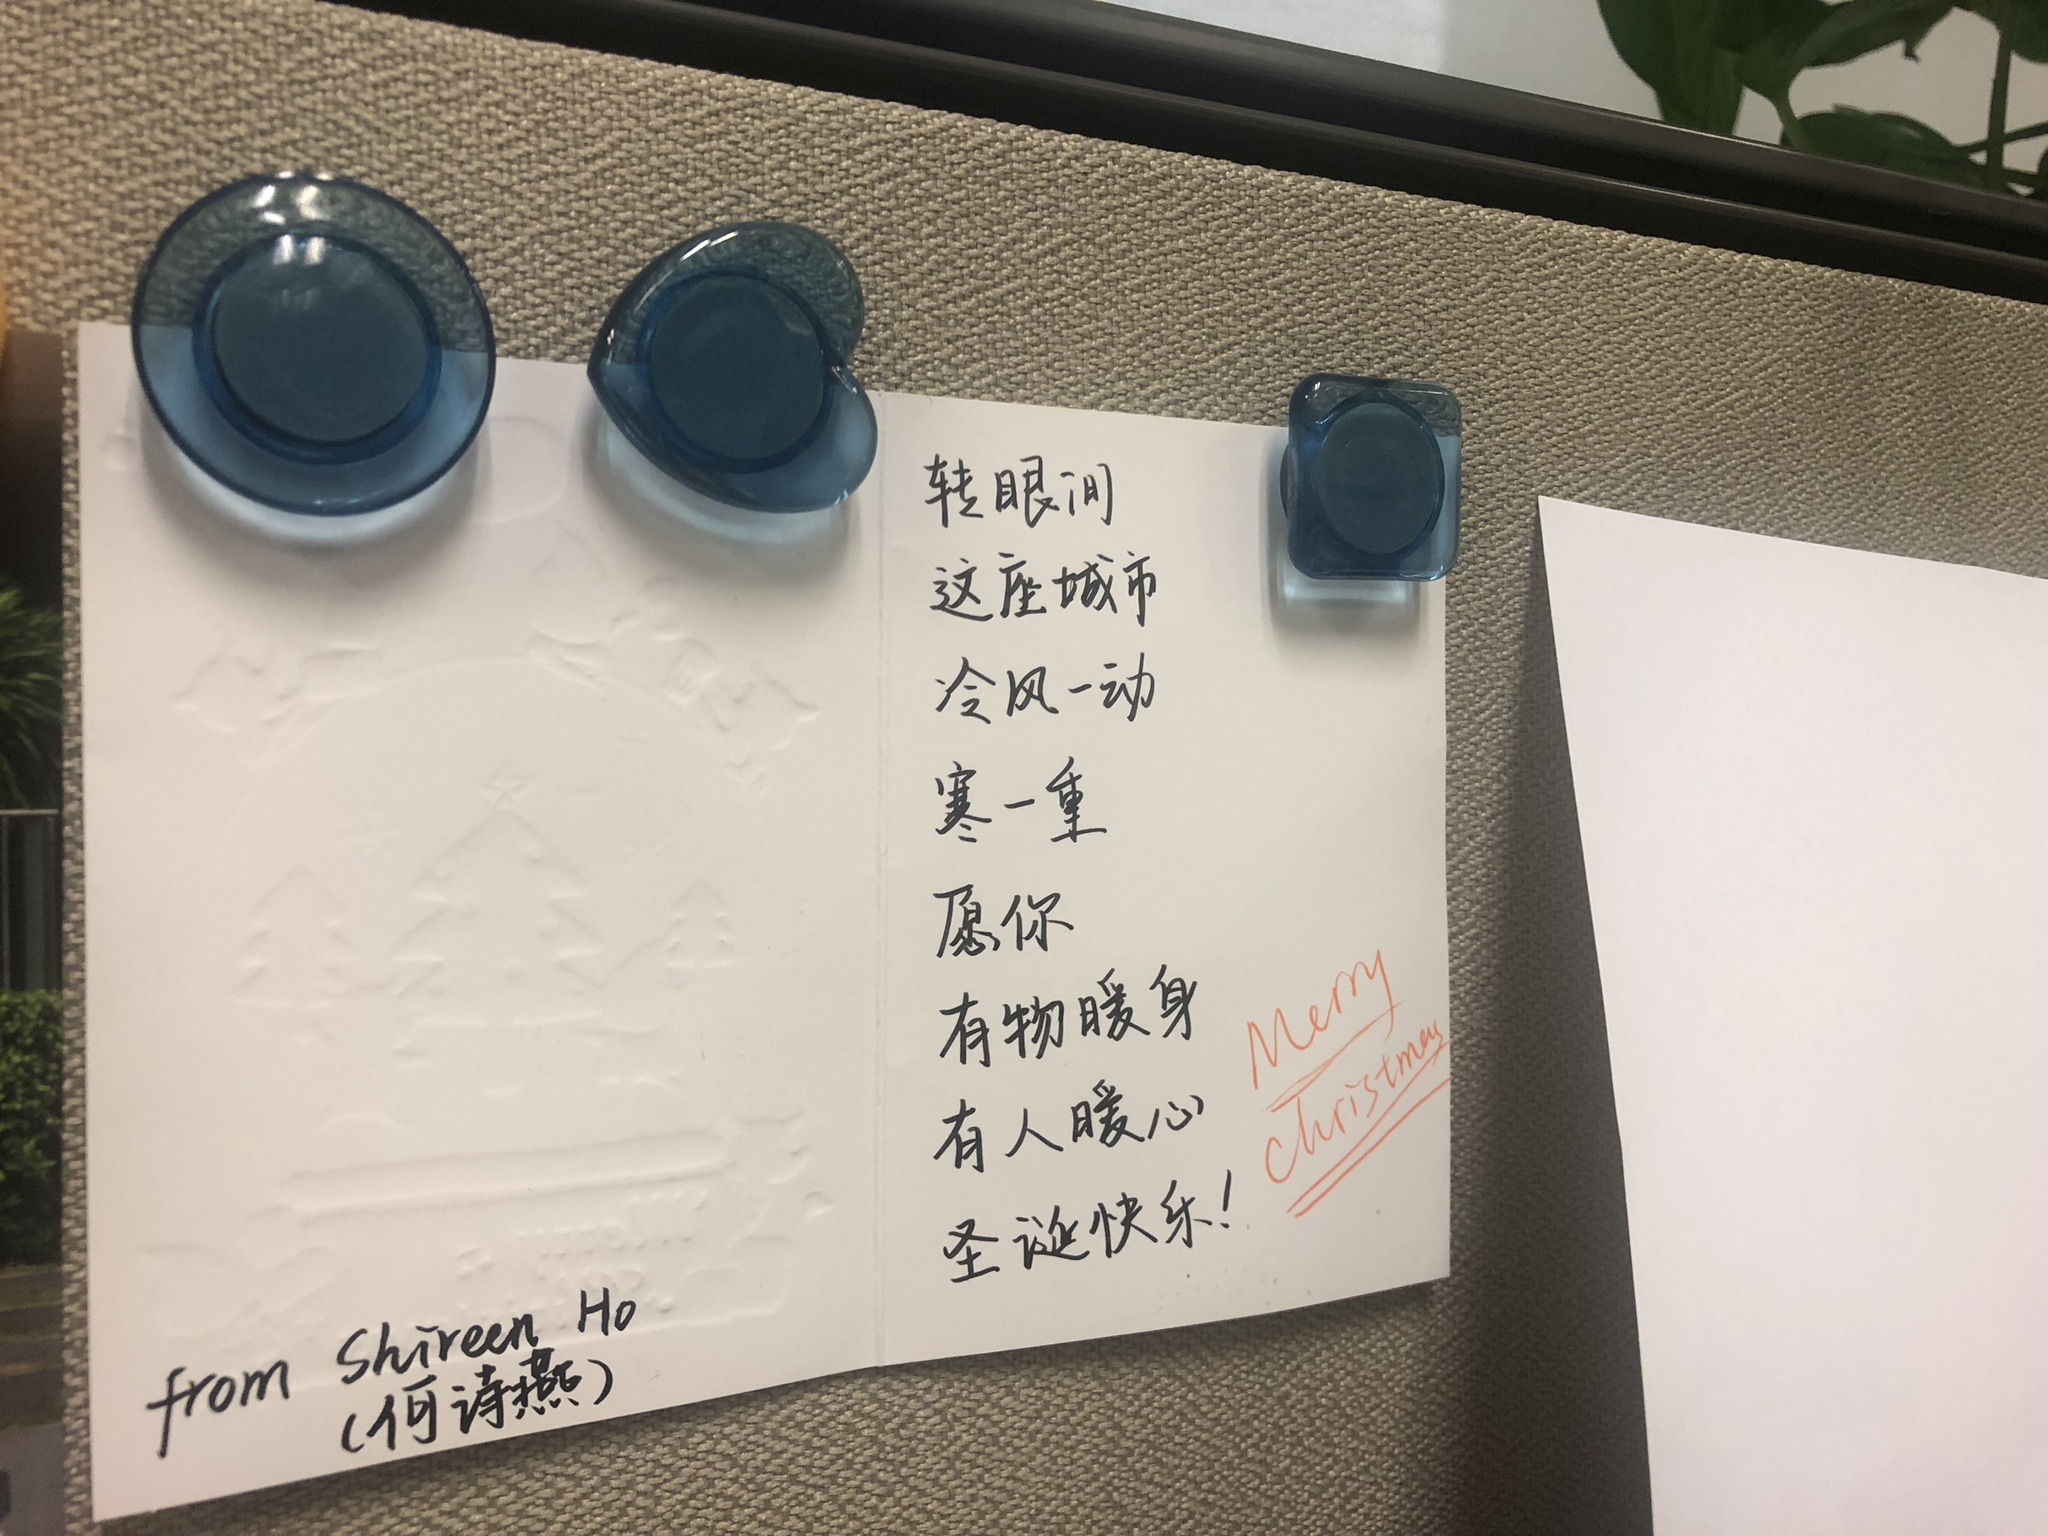 转眼间
这座城市
冷风一动
寒一重
愿你
有物暖身
有人暖心
圣诞快乐！
Merry
christmas
from Shireen Ho
（何诗燕）